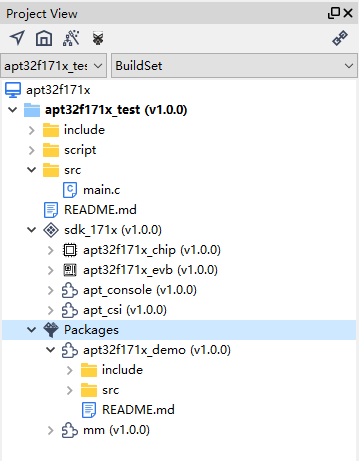 Project View
apt32f171x_tes
BuildSet
apt32f171x
apt32f171x_test (v1.0.0)
include
script
src
main.c
README.md
sdk_171x (v1.0.0)
apt32f171x_chip (v1.0.0)
apt32f171x_evb (v1.0.0)
apt_console (v1.0.0)
apt_csi (v1.0.0)
Packages
apt32f171x_demo (v1.0.0)
include
src
README.md
mm (v1.0.0)